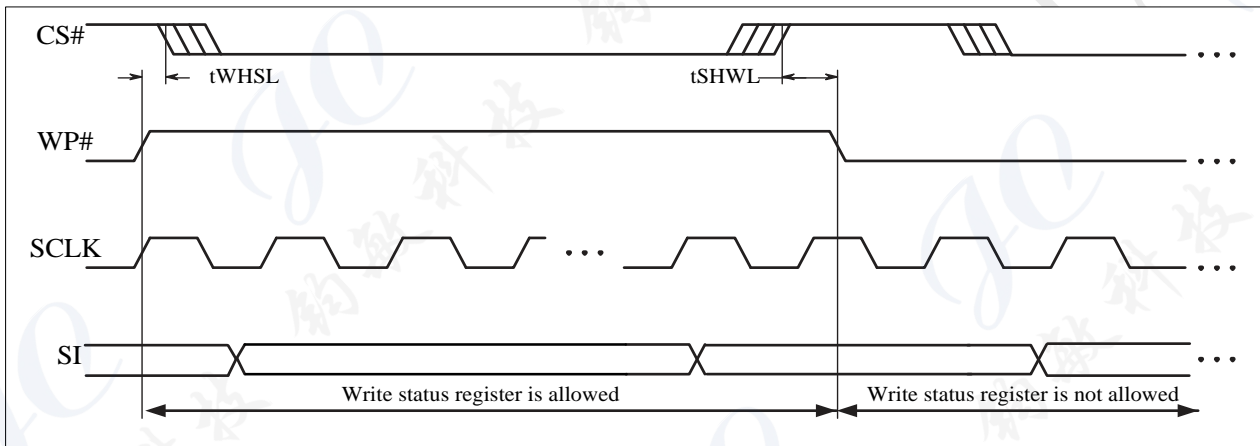 CS#
tWHSL
tSHWL
WP#
SCLK
SI
Write status register is allowed
Write status register is not allowed